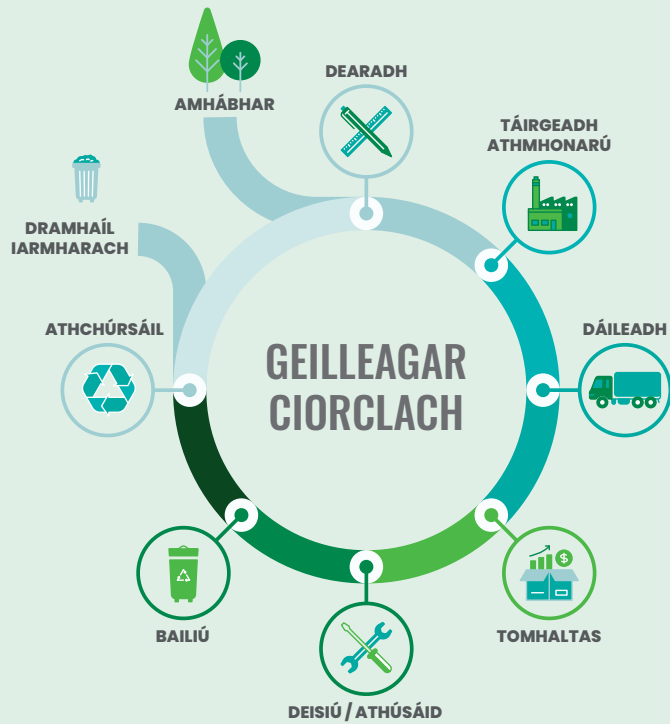 AMHÁBHAR
DEARADH
TÁIRGEADH
ATHMHONARÚ
DRAMHAÍL
IARMHARACH
ATHCHÚRSÁIL
DÁILEADH
GEILLEAGAR
CIORCLACH
BAILIÚ
TOMHALTAS
DEISIÚ / ATHÚSÁID
$